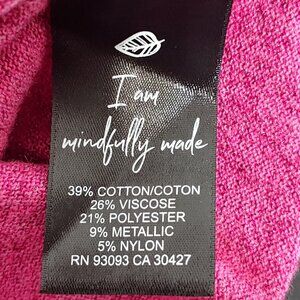 I am
mindfully made
39% COTTON/COTON
26% VISCOSE
21% POLYESTER
9% METALLIC
5% NYLON
RN 93093 CA 30427